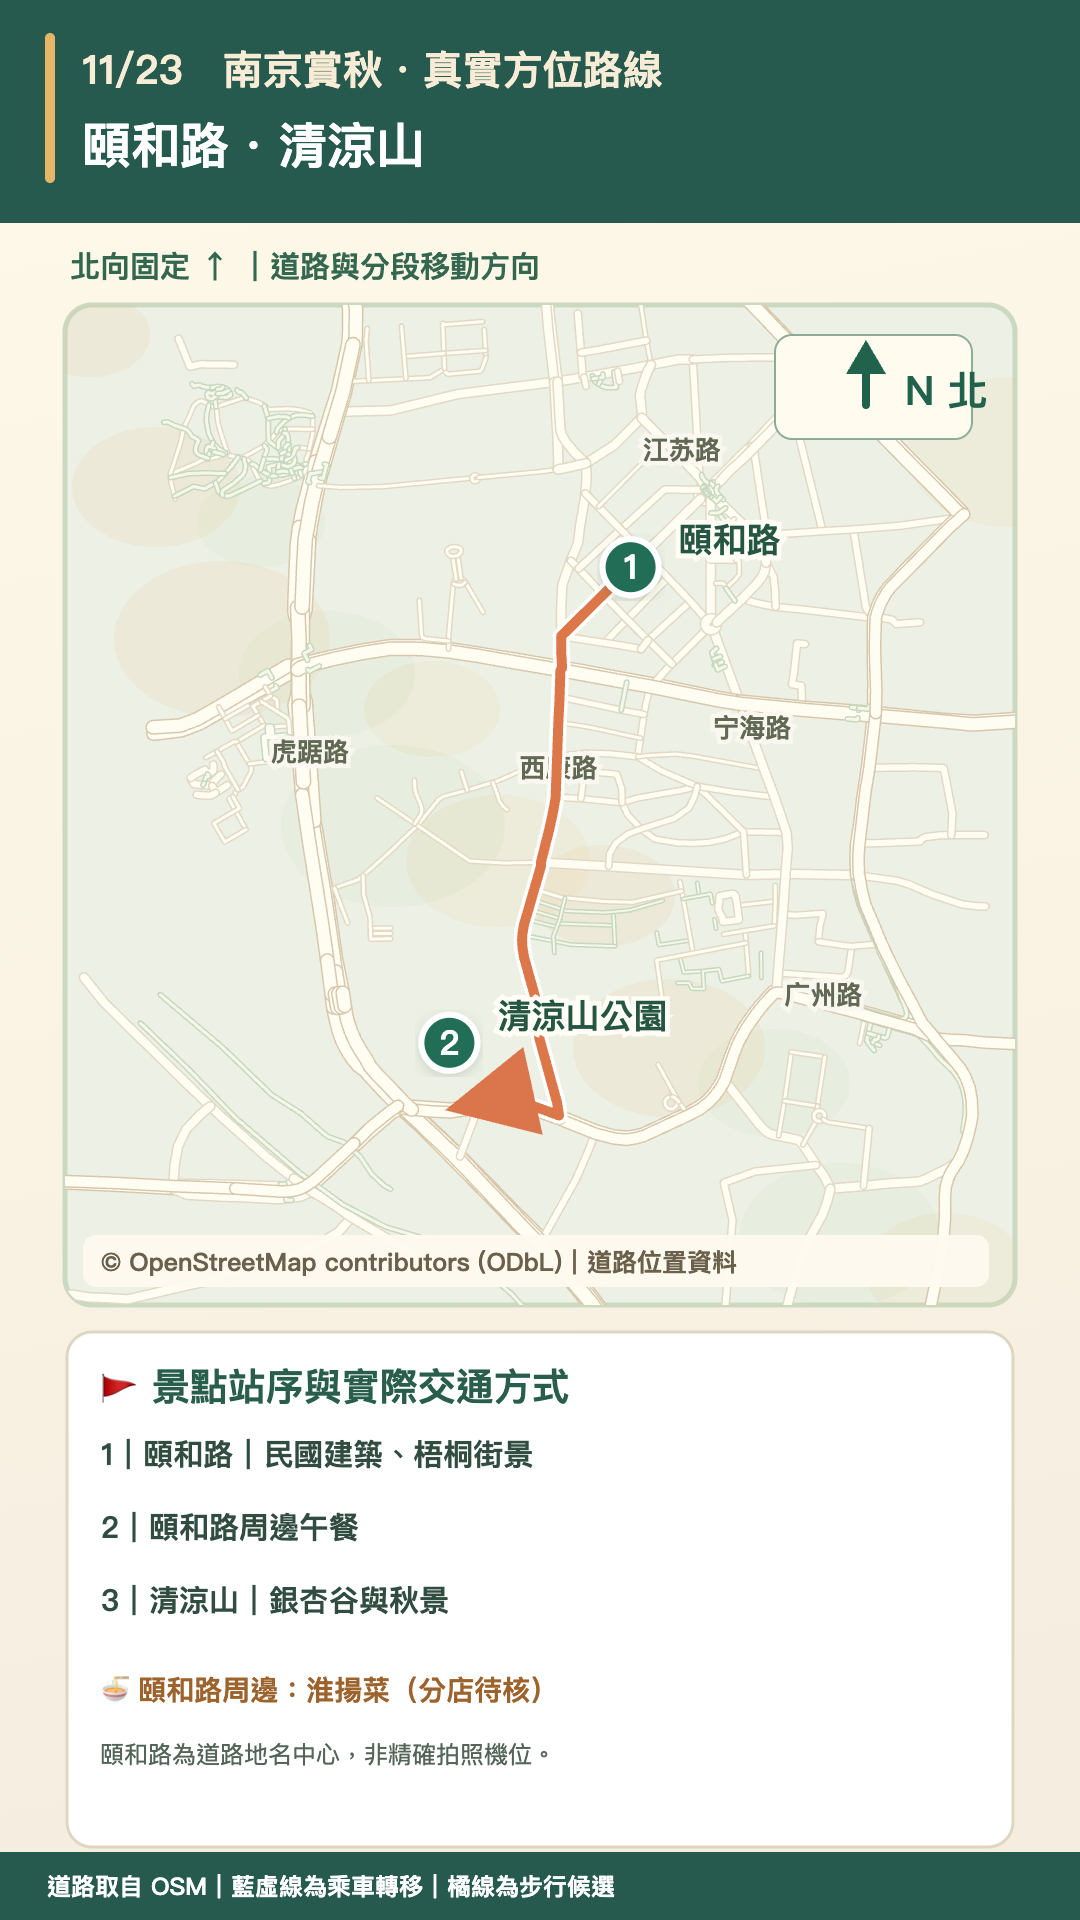 11/23　南京賞秋 · 真實方位路線
頤和路 · 清涼山
北向固定 ↑ ｜道路與分段移動方向
N 北
江苏路
頤和路
1
宁海路
虎踞路
西康路
广州路
清涼山公園
2
© OpenStreetMap contributors (ODbL)｜道路位置資料
🚩 景點站序與實際交通方式
1｜頤和路｜民國建築、梧桐街景
2｜頤和路周邊午餐
3｜清涼山｜銀杏谷與秋景
🍜 頤和路周邊：淮揚菜（分店待核）
頤和路為道路地名中心，非精確拍照機位。
道路取自 OSM｜藍虛線為乘車轉移｜橘線為步行候選